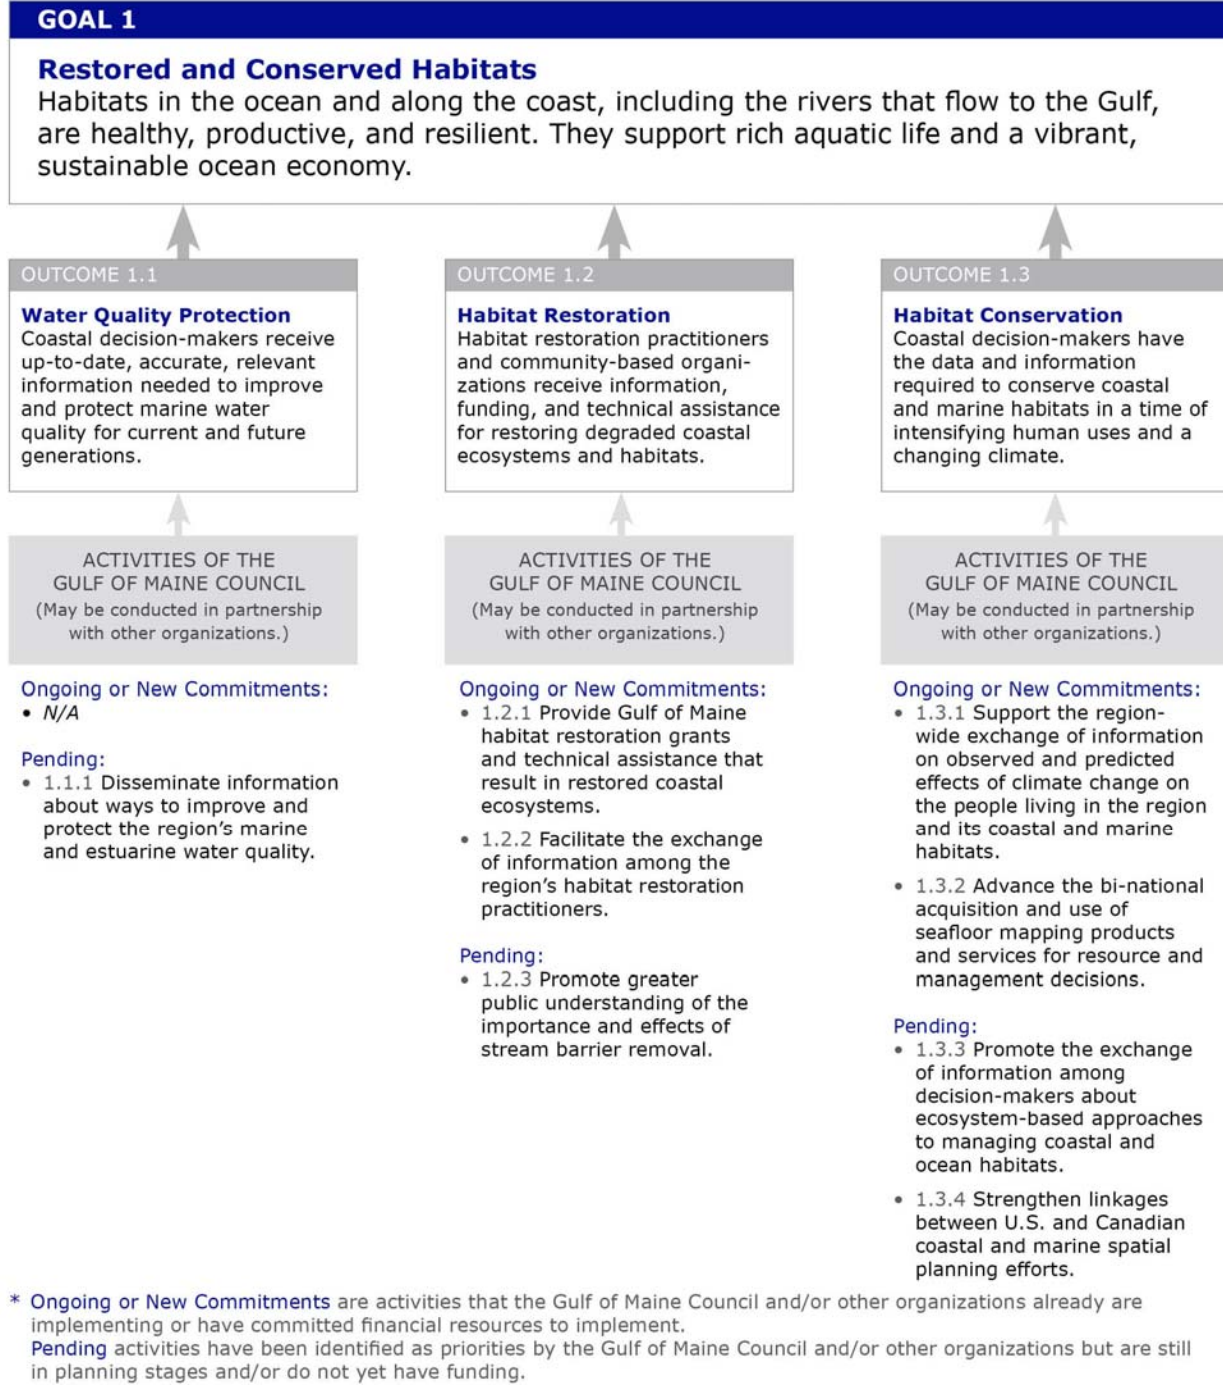 GOAL 1
Restored and Conserved Habitats
Habitats in the ocean and along the coast, including the rivers that flow to the Gulf,
are healthy, productive, and resilient. They support rich aquatic life and a vibrant,
sustainable ocean economy.
OUTCOME 1.1
Water Quality Protection
Coastal decision-makers receive
up-to-date, accurate, relevant
information needed to improve
and protect marine water
quality for current and future
generations.
ACTIVITIES OF THE
GULF OF MAINE COUNCIL
(May be conducted in partnership
with other organizations.)
Ongoing or New Commitments:
• N/A
Pending:
• 1.1.1 Disseminate information
about ways to improve and
protect the region's marine
and estuarine water quality.
OUTCOME 1.2
Habitat Restoration
Habitat restoration practitioners
and community-based organi-
zations receive information,
funding, and technical assistance
for restoring degraded coastal
ecosystems and habitats.
ACTIVITIES OF THE
GULF OF MAINE COUNCIL
(May be conducted in partnership
with other organizations.)
Ongoing or New Commitments:
• 1.2.1 Provide Gulf of Maine
habitat restoration grants
and technical assistance that
result in restored coastal
ecosystems.
• 1.2.2 Facilitate the exchange
of information among the
region's habitat restoration
practitioners.
Pending:
• 1.2.3 Promote greater
public understanding of the
importance and effects of
stream barrier removal.
OUTCOME 1.3
Habitat Conservation
Coastal decision-makers have
the data and information
required to conserve coastal
and marine habitats in a time of
intensifying human uses and a
changing climate.
ACTIVITIES OF THE
GULF OF MAINE COUNCIL
(May be conducted in partnership
with other organizations.)
Ongoing or New Commitments:
• 1.3.1 Support the region-
wide exchange of information
on observed and predicted
effects of climate change on
the people living in the region
and its coastal and marine
habitats.
• 1.3.2 Advance the bi-national
acquisition and use of
seafloor mapping products
and services for resource and
management decisions.
Pending:
• 1.3.3 Promote the exchange
of information among
decision-makers about
ecosystem-based approaches
to managing coastal and
ocean habitats.
• 1.3.4 Strengthen linkages
between U.S. and Canadian
coastal and marine spatial
planning efforts.
* Ongoing or New Commitments are activities that the Gulf of Maine Council and/or other organizations already are
implementing or have committed financial resources to implement.
Pending activities have been identified as priorities by the Gulf of Maine Council and/or other organizations but are still
in planning stages and/or do not yet have funding.